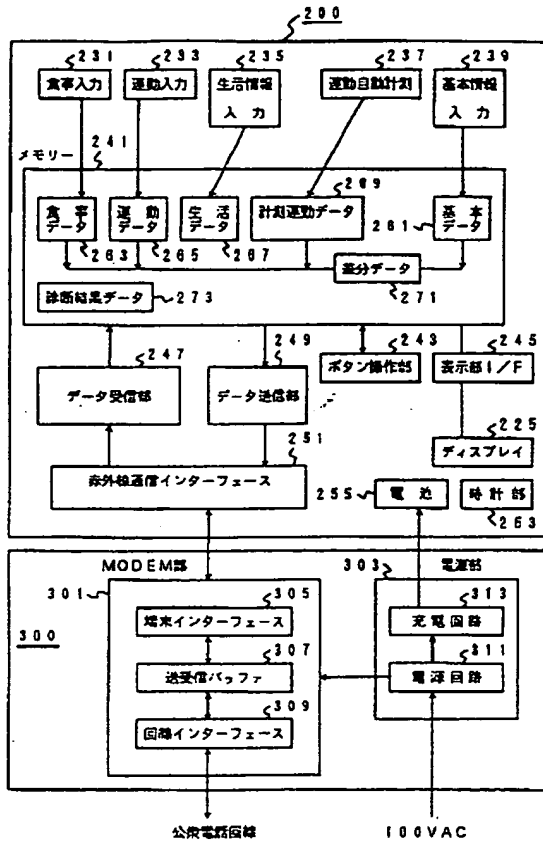 200
231 233 235 237 239
食事入力 運動入力 生活情報入力 運動自動計測 基本情報入力
メモリー 241
269
食事データ 運動データ 生活データ 計測運動データ 261 基本データ
263 265 267 差分データ
診断結果データ 273 271
247 249 243 245
データ受信部 データ送信部 ボタン操作部 表示部I/F
251 225
赤外線通信インターフェース ディスプレイ
255 電池 時計部
253
MODEM部 303 電源部
301 305 313
端末インターフェース 充電回路
300 307 311
送受信バッファ 電源回路
309
回線インターフェース
公衆電話回線 100VAC